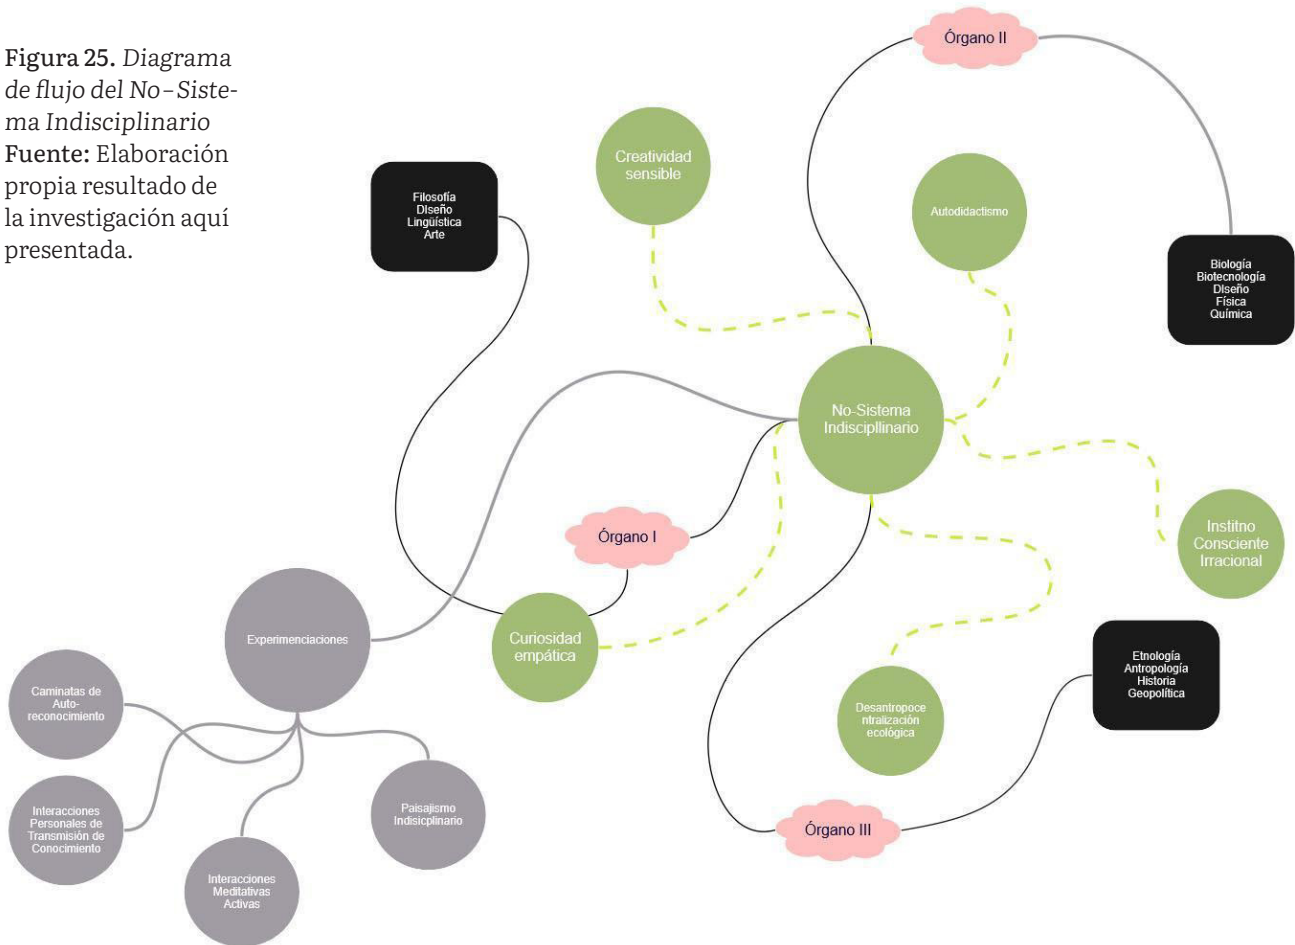 Figura 25. Diagrama
de flujo del No–Siste-
ma Indisciplinario
Fuente: Elaboración
propia resultado de
la investigación aquí
presentada.
Órgano II
Creatividad
sensible
Autodidactismo
Filosofía
DIseño
Lingüística
Arte
Biología
Biotecnología
DIseño
Física
Química
No-Sistema
Indiscipllinario
Órgano I
Institno
Consciente
Irracional
Experimenciaciones
Curiosidad
empática
Etnología
Antropología
Historia
Geopolítica
Caminatas de
Auto-
reconocimiento
Desantropoce
ntralización
ecológica
Interacciones
Personales de
Transmisión de
Conocimiento
Paisajismo
Indisicplinario
Órgano III
Interacciones
Meditativas
Activas